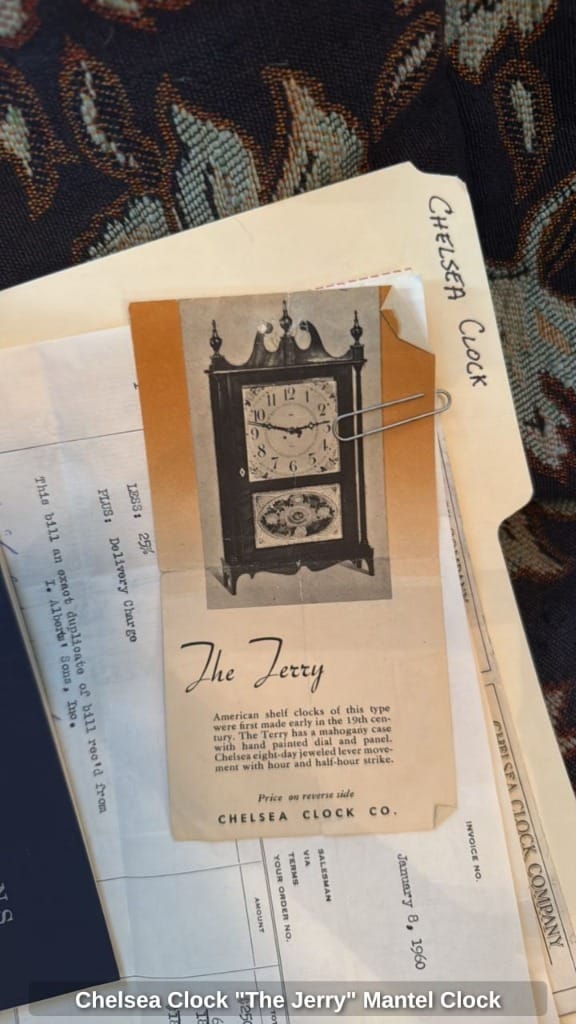 CHELSEA CLOCK
The Terry
American shelf clocks of this type
were first made early in the 19th cen-
tury. The Terry has a mahogany case
with hand painted dial and panel.
Chelsea eight-day jeweled lever move-
ment with hour and half-hour strike.
Price on reverse side
CHELSEA CLOCK CO.
LESS: 25%
PLUS: Delivery Charge
This bill an exact duplicate of bill rec'd from
I. Alberts Sons, Inc.
CHELSEA CLOCK COMPANY
INVOICE NO.
January 8, 1960
SALESMAN
VIA
TERMS
YOUR ORDER NO.
AMOUNT
Chelsea Clock "The Jerry" Mantel Clock